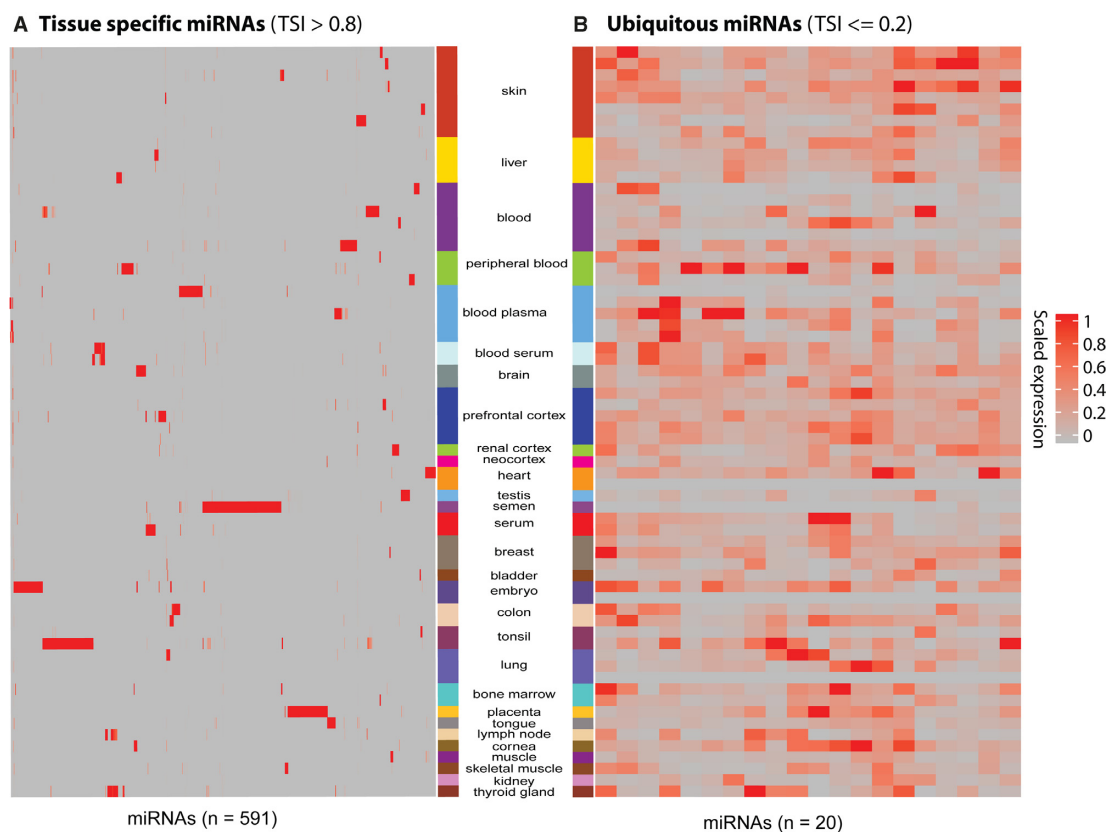 A Tissue specific miRNAs (TSI > 0.8)
B Ubiquitous miRNAs (TSI <= 0.2)
skin
liver
blood
peripheral blood
blood plasma
blood serum
brain
prefrontal cortex
renal cortex
neocortex
heart
testis
semen
serum
breast
bladder
embryo
colon
tonsil
lung
bone marrow
placenta
tongue
lymph node
cornea
muscle
skeletal muscle
kidney
thyroid gland
Scaled expression
1
0.8
0.6
0.4
0.2
0
miRNAs (n = 591)
miRNAs (n = 20)